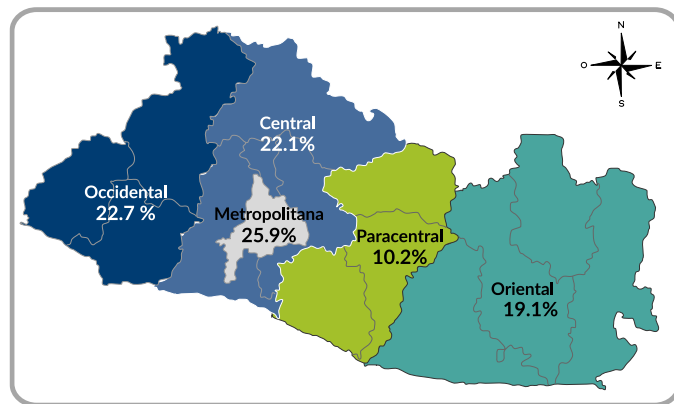 N
O E
S
Central
22.1%
Occidental
22.7 %
Metropolitana
25.9%
Paracentral
10.2%
Oriental
19.1%